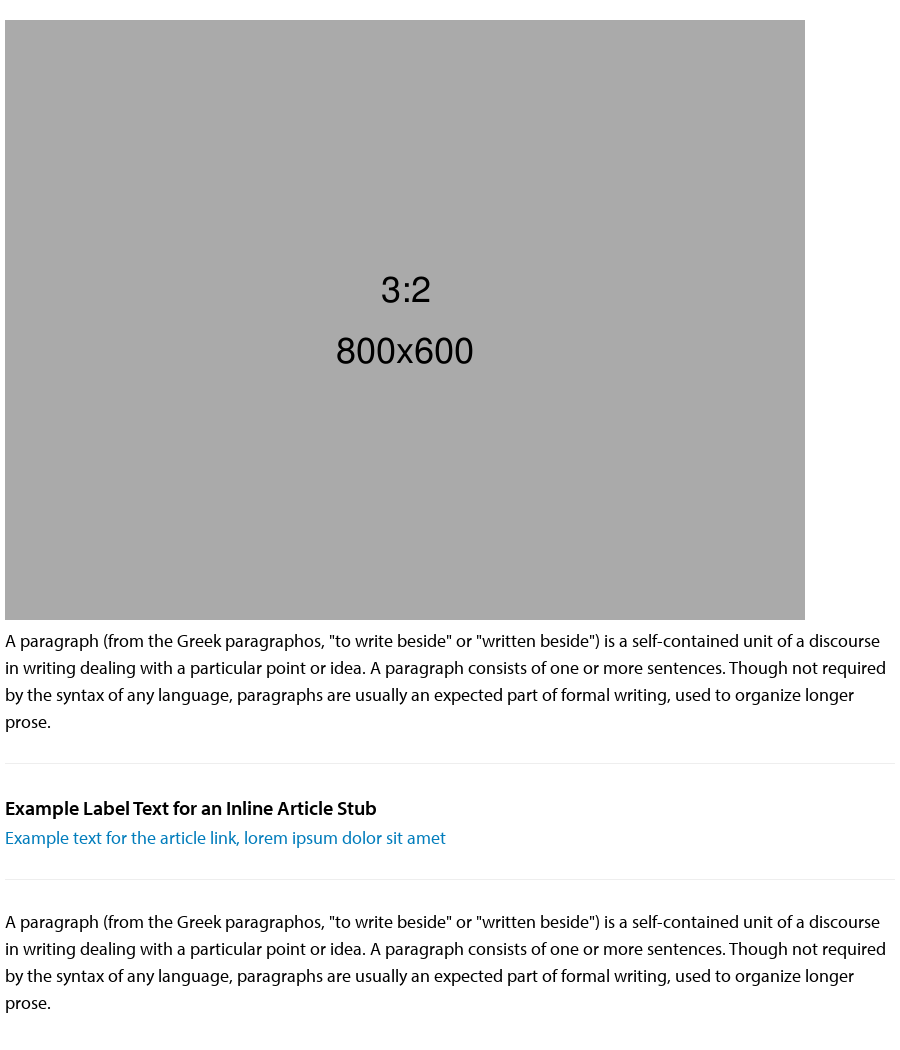 3:2
800x600
A paragraph (from the Greek paragraphos, "to write beside" or "written beside") is a self-contained unit of a discourse
in writing dealing with a particular point or idea. A paragraph consists of one or more sentences. Though not required
by the syntax of any language, paragraphs are usually an expected part of formal writing, used to organize longer
prose.
Example Label Text for an Inline Article Stub
Example text for the article link, lorem ipsum dolor sit amet
A paragraph (from the Greek paragraphos, "to write beside" or "written beside") is a self-contained unit of a discourse
in writing dealing with a particular point or idea. A paragraph consists of one or more sentences. Though not required
by the syntax of any language, paragraphs are usually an expected part of formal writing, used to organize longer
prose.